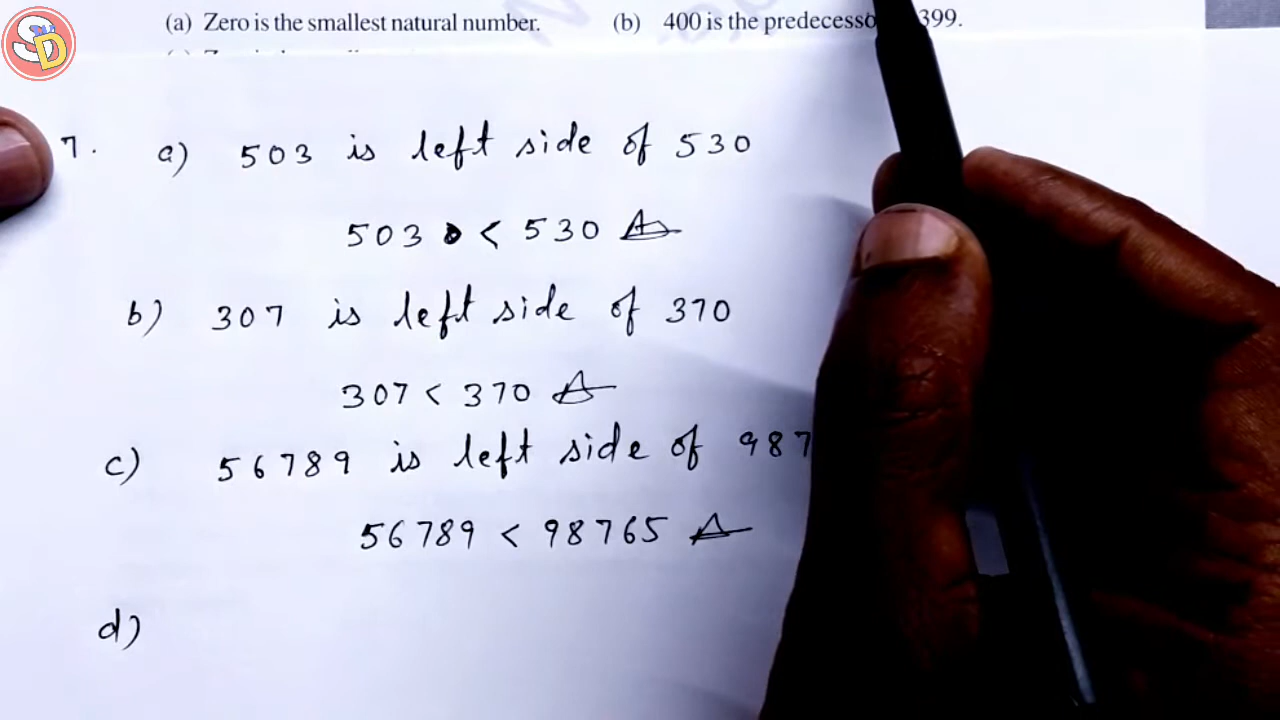 SD
(a) Zero is the smallest natural number. (b) 400 is the predecesso 399.
7. a) 503 is left side of 530
503 < 530
b) 307 is left side of 370
307 < 370
c) 56789 is left side of 987
56789 < 98765
d)